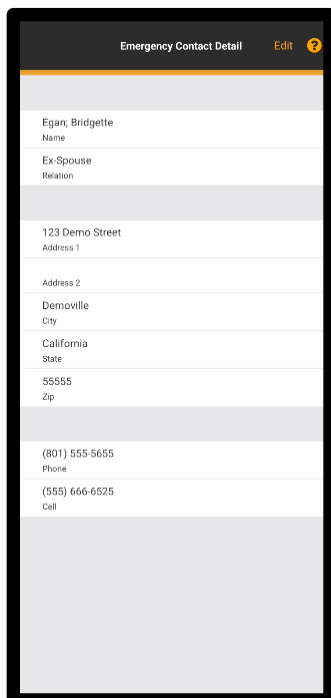 Emergency Contact Detail Edit ?
Egan; Bridgette
Name
Ex-Spouse
Relation
123 Demo Street
Address 1
Address 2
Demoville
City
California
State
55555
Zip
(801) 555-5655
Phone
(555) 666-6525
Cell